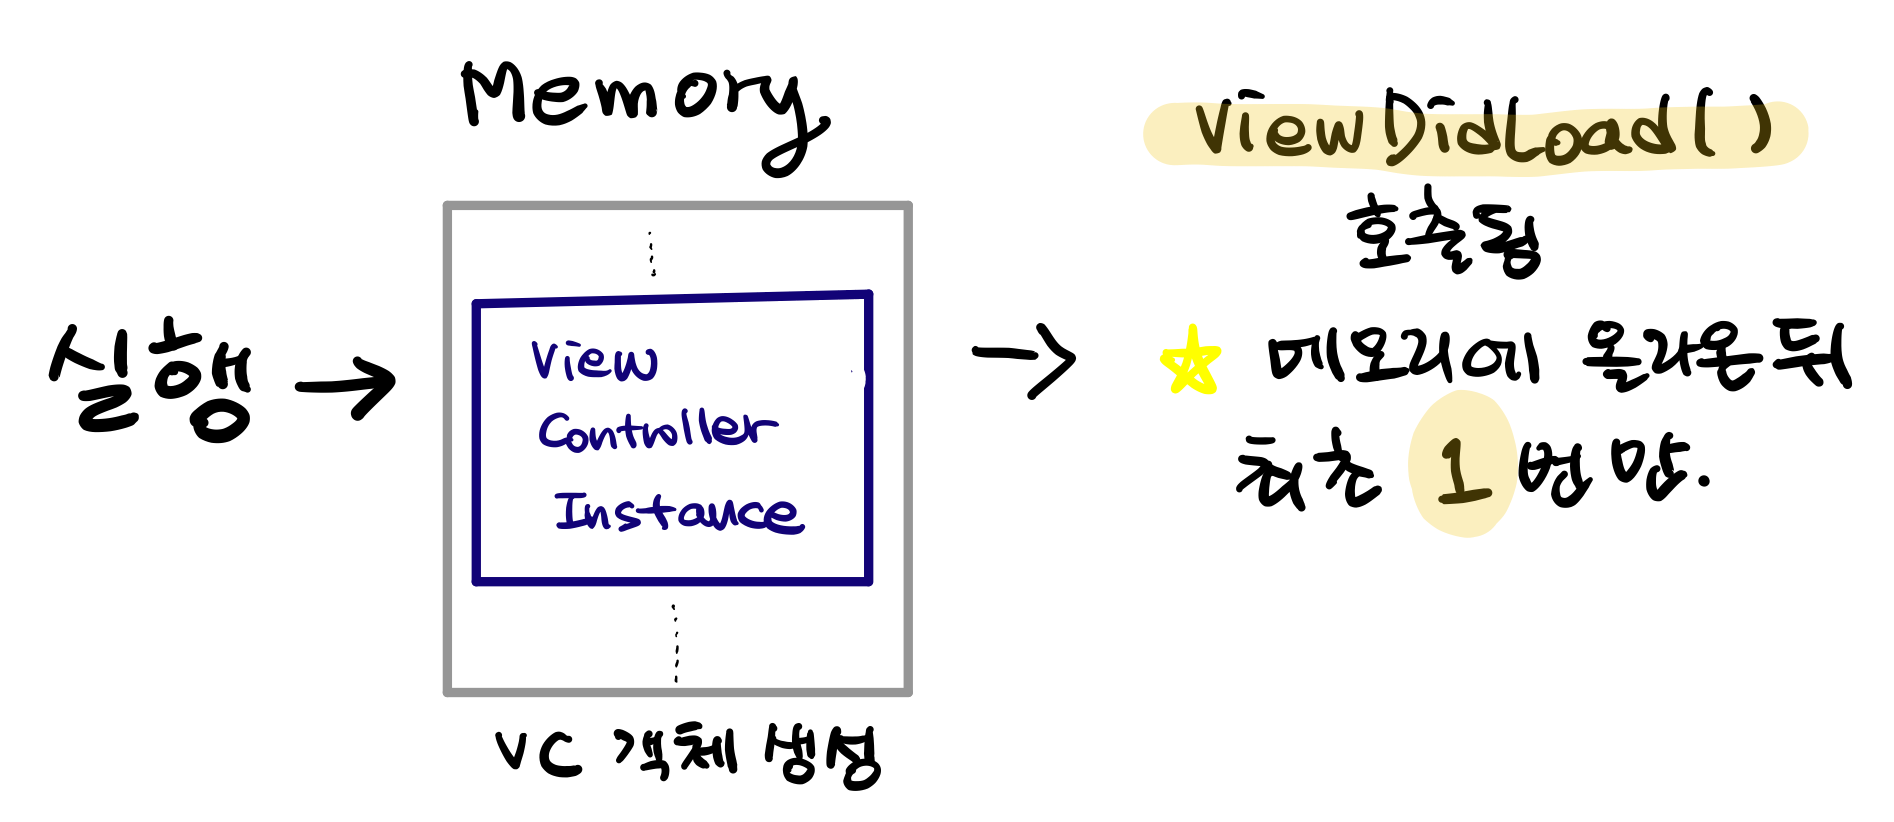 실행 →
Memory
View
Controller
Instance
VC 객체 생성
→
ViewDidLoad()
호출됨
☆ 메모리에 올라온 뒤
최초 1번만.